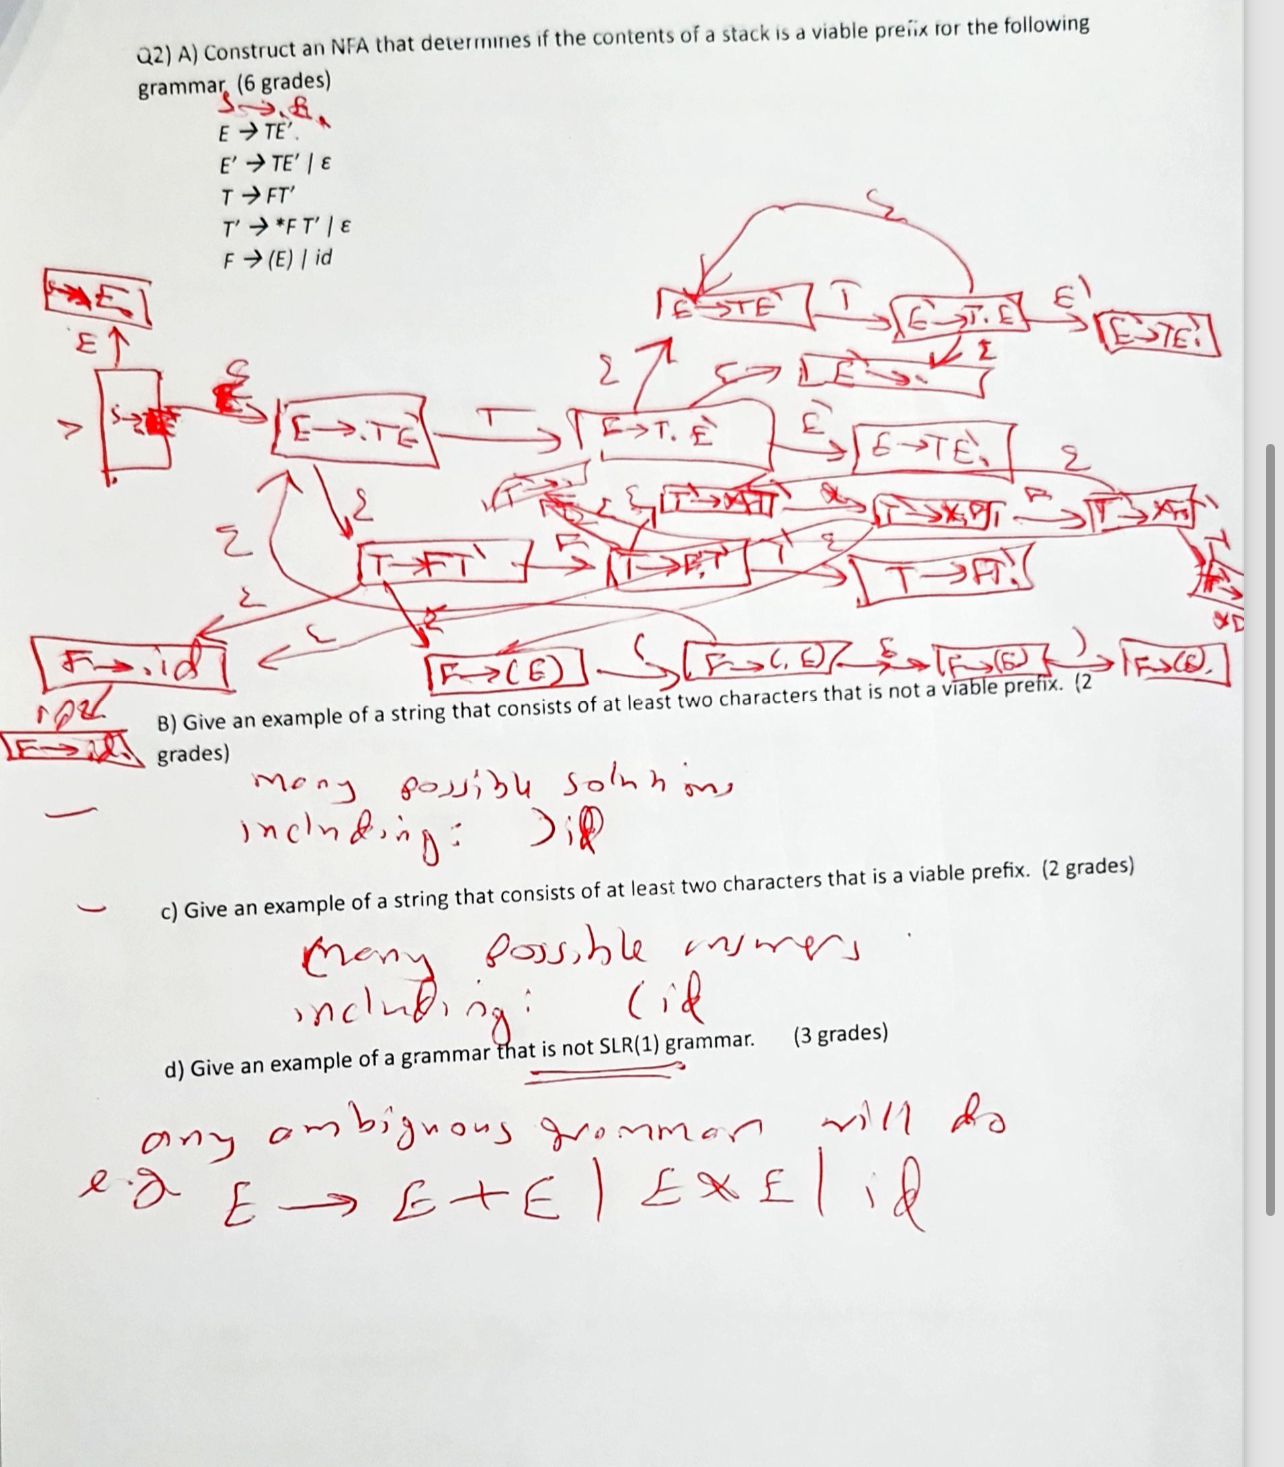 Q2) A) Construct an NFA that determines if the contents of a stack is a viable prefix for the following
grammar. (6 grades)
S → . E
E → TE'.
E' → TE' | ε
T → FT'
T' → *F T' | ε
F → (E) | id
ε
E' → TE' T E' → T. E' E' E' → TE'.
E ε ε ε E' → .
ε E → .TE' T E → T. E' E' E → TE'.
ε
ε
T → FT' F T → F.T' T' ε T → FT'.
ε ε ε
F → .id F → (E) ( F → (. E) E F → (E) ) F → (E).
id
F → id.
B) Give an example of a string that consists of at least two characters that is not a viable prefix. (2
grades)
many possible solutions
including: )id
c) Give an example of a string that consists of at least two characters that is a viable prefix. (2 grades)
many possible answers
including: (id
d) Give an example of a grammar that is not SLR(1) grammar. (3 grades)
any ambiguous grammar will do
e.g E → E + E | E * E | id